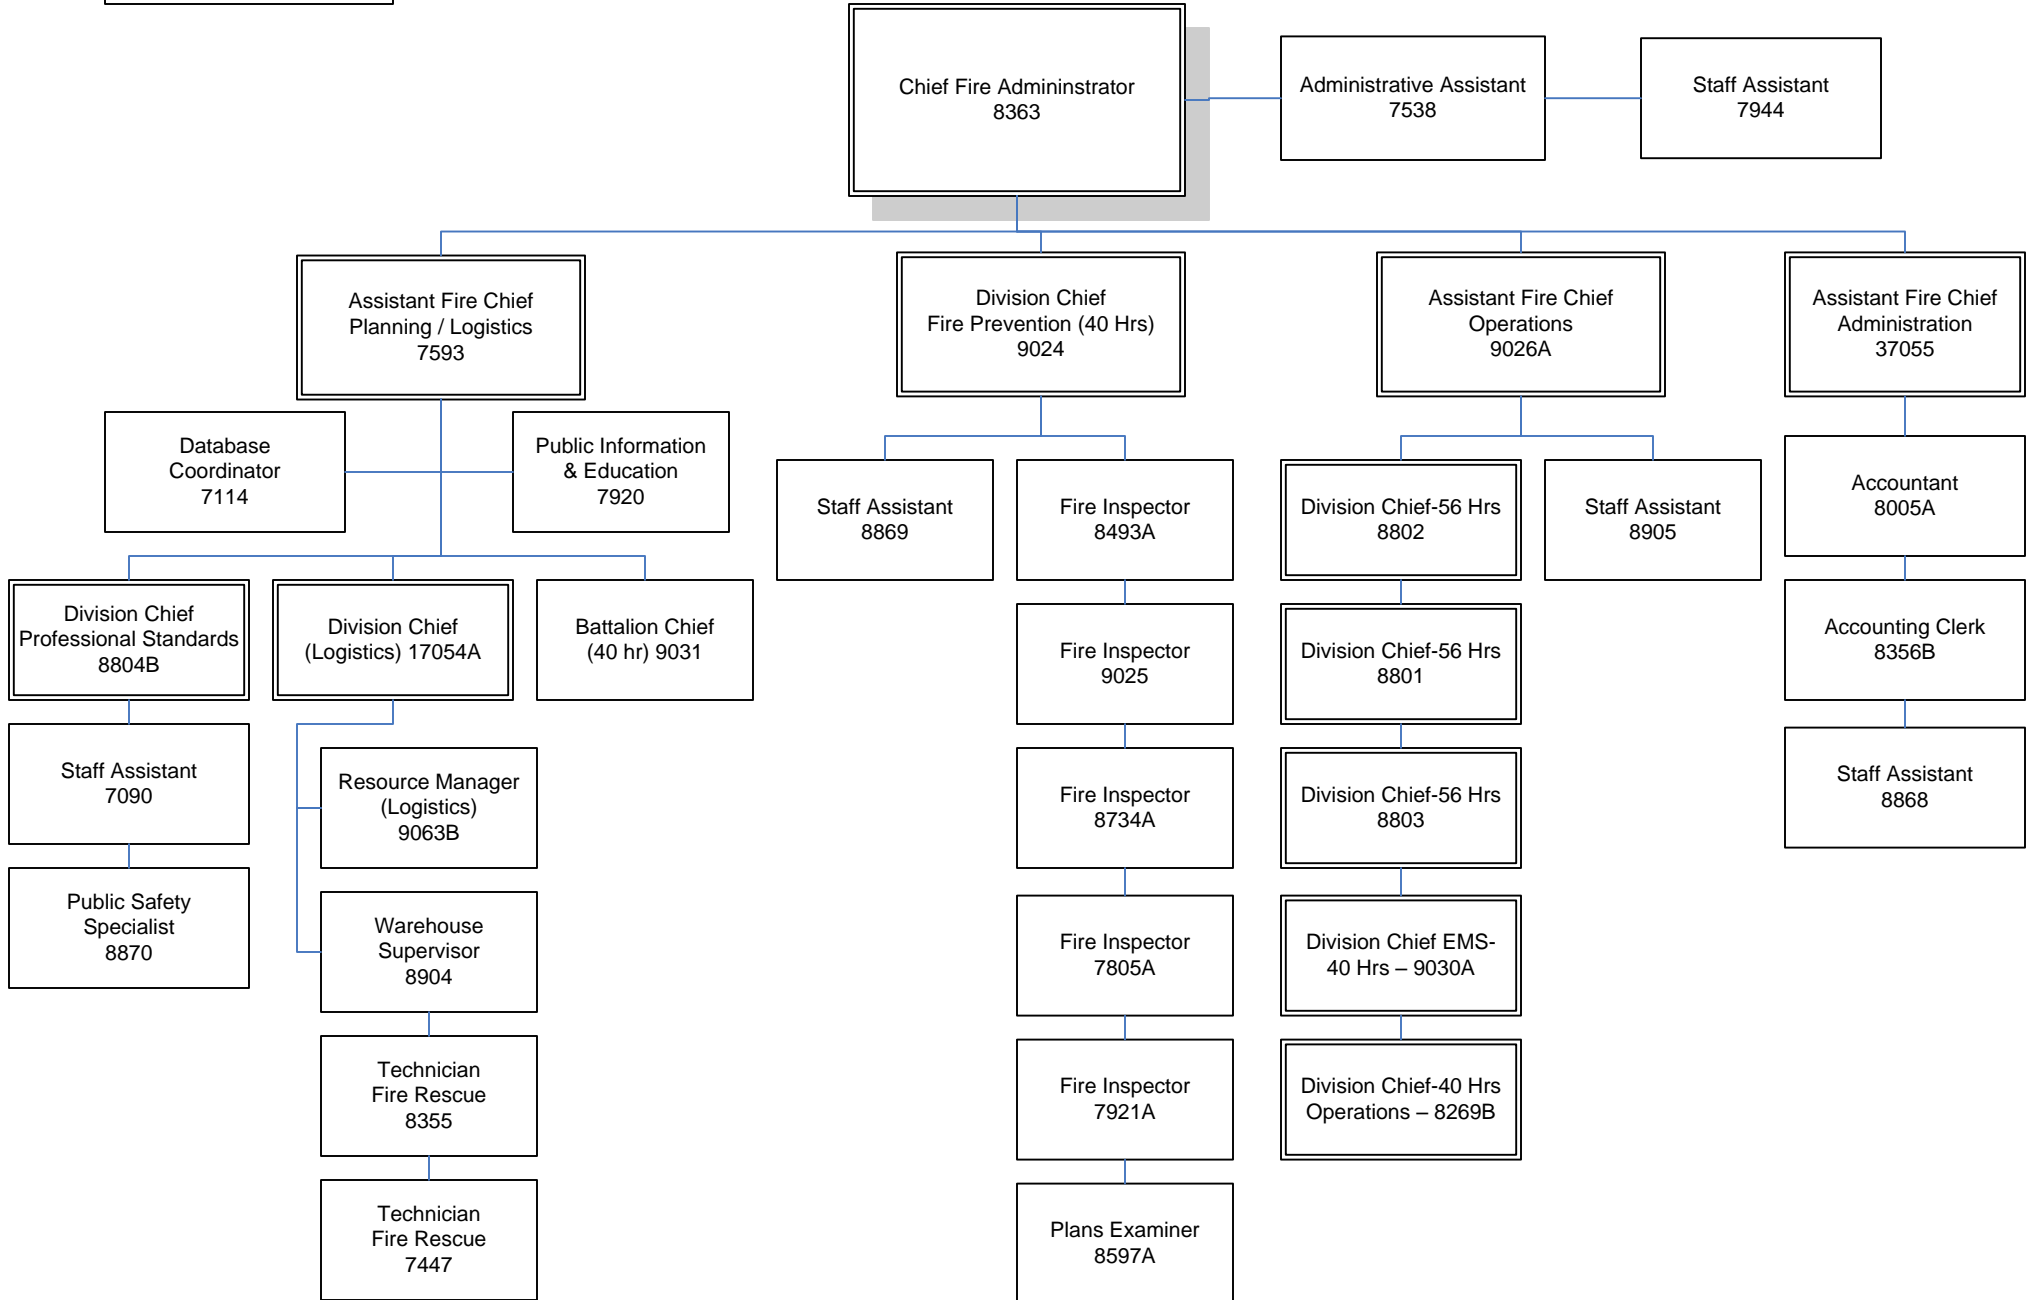 Chief Fire Admininstrator
8363
Administrative Assistant
7538
Staff Assistant
7944
Assistant Fire Chief
Planning / Logistics
7593
Division Chief
Fire Prevention (40 Hrs)
9024
Assistant Fire Chief
Operations
9026A
Assistant Fire Chief
Administration
37055
Database
Coordinator
7114
Public Information
& Education
7920
Staff Assistant
8869
Fire Inspector
8493A
Division Chief-56 Hrs
8802
Staff Assistant
8905
Accountant
8005A
Division Chief
Professional Standards
8804B
Division Chief
(Logistics) 17054A
Battalion Chief
(40 hr) 9031
Fire Inspector
9025
Division Chief-56 Hrs
8801
Accounting Clerk
8356B
Staff Assistant
7090
Resource Manager
(Logistics)
9063B
Fire Inspector
8734A
Division Chief-56 Hrs
8803
Staff Assistant
8868
Public Safety
Specialist
8870
Warehouse
Supervisor
8904
Fire Inspector
7805A
Division Chief EMS-
40 Hrs – 9030A
Technician
Fire Rescue
8355
Fire Inspector
7921A
Division Chief-40 Hrs
Operations – 8269B
Technician
Fire Rescue
7447
Plans Examiner
8597A